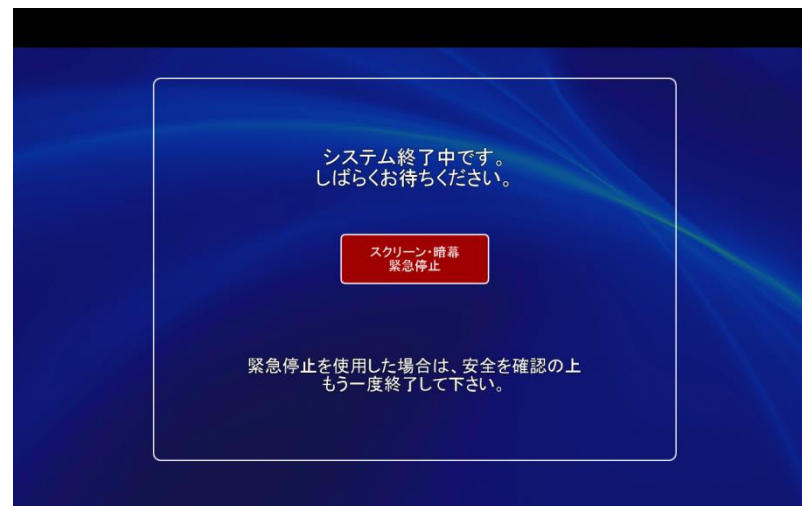 システム終了中です。
しばらくお待ちください。
スクリーン・暗幕
緊急停止
緊急停止を使用した場合は、安全を確認の上
もう一度終了して下さい。